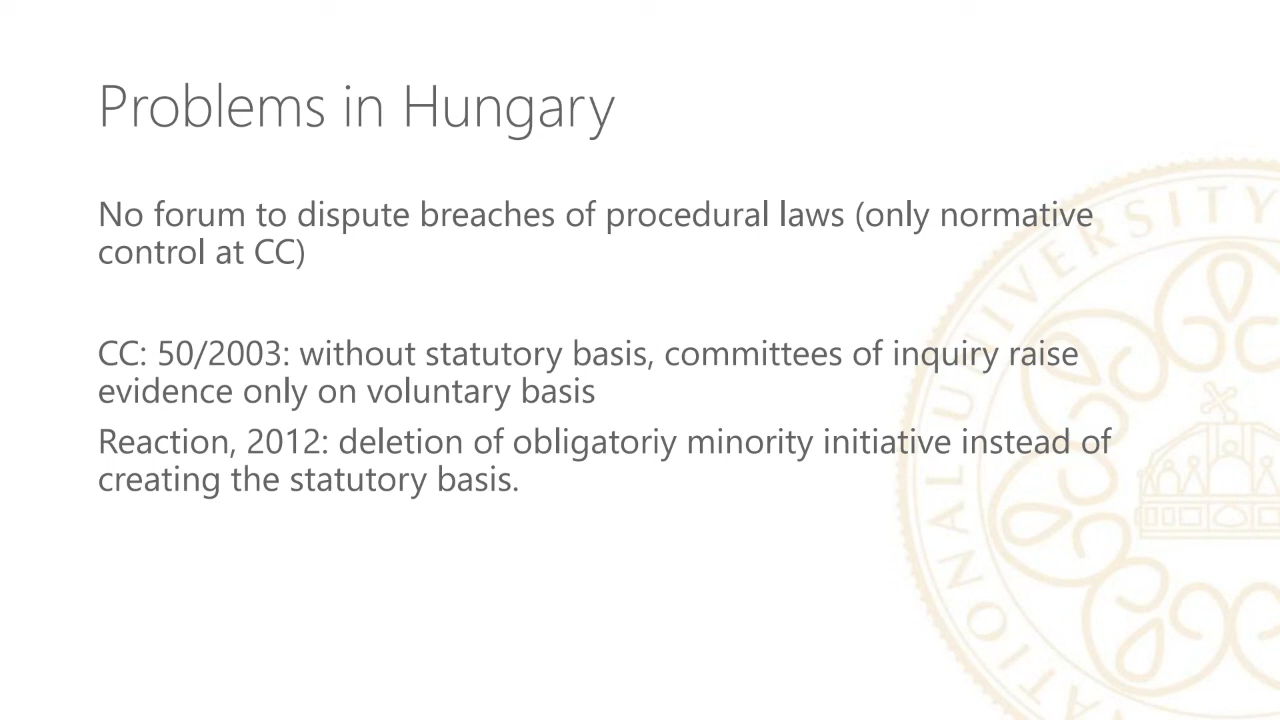 Problems in Hungary
No forum to dispute breaches of procedural laws (only normative
control at CC)
CC: 50/2003: without statutory basis, committees of inquiry raise
evidence only on voluntary basis
Reaction, 2012: deletion of obligatoriy minority initiative instead of
creating the statutory basis.
NATIONAL UNIVERSITY